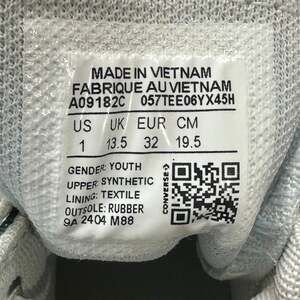 MADE IN VIETNAM
FABRIQUE AU VIETNAM
A09182C 057TEE06YX45H
US UK EUR CM
1 13.5 32 19.5
GENDER: YOUTH
UPPER: SYNTHETIC
LINING: TEXTILE
OUTSOLE: RUBBER
9A 2404 M88
CONVERSE